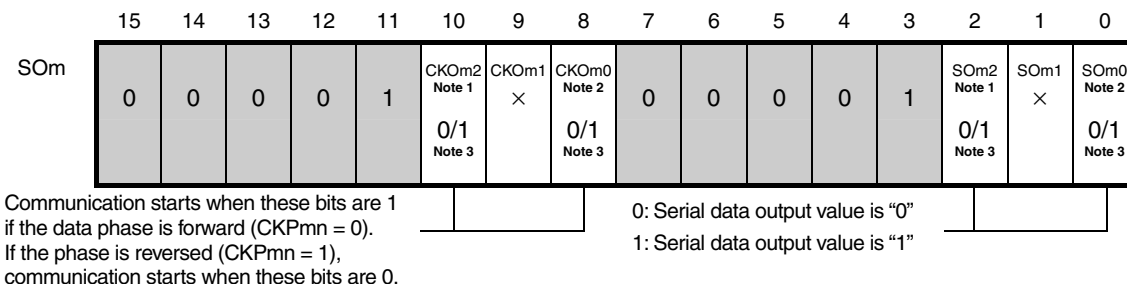 15 14 13 12 11 10 9 8 7 6 5 4 3 2 1 0
SOm
0 0 0 0 1 CKOm2 Note 1 0/1 Note 3 CKOm1 × CKOm0 Note 2 0/1 Note 3 0 0 0 0 1 SOm2 Note 1 0/1 Note 3 SOm1 × SOm0 Note 2 0/1 Note 3
Communication starts when these bits are 1
if the data phase is forward (CKPmn = 0).
If the phase is reversed (CKPmn = 1),
communication starts when these bits are 0.
0: Serial data output value is “0”
1: Serial data output value is “1”